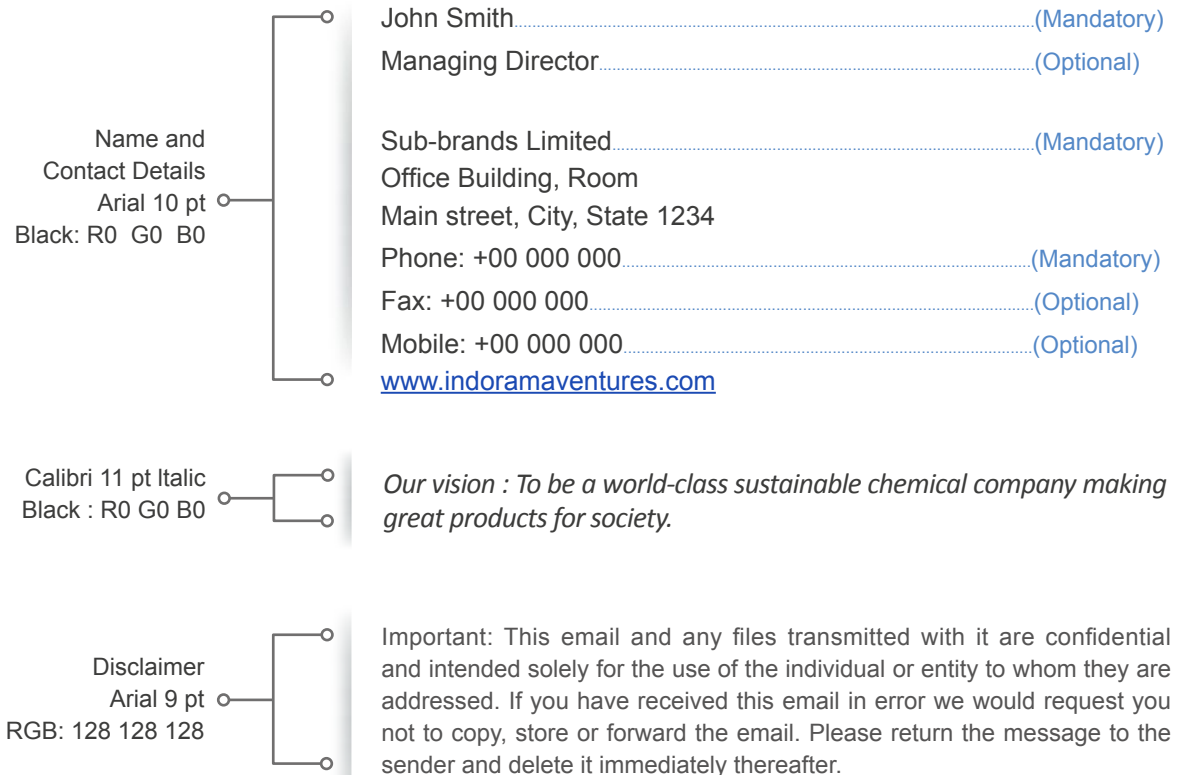 John Smith (Mandatory)
Managing Director (Optional)
Name and
Contact Details
Arial 10 pt
Black: R0 G0 B0
Sub-brands Limited (Mandatory)
Office Building, Room
Main street, City, State 1234
Phone: +00 000 000 (Mandatory)
Fax: +00 000 000 (Optional)
Mobile: +00 000 000 (Optional)
www.indoramaventures.com
Calibri 11 pt Italic
Black : R0 G0 B0
Our vision : To be a world-class sustainable chemical company making
great products for society.
Disclaimer
Arial 9 pt
RGB: 128 128 128
Important: This email and any files transmitted with it are confidential
and intended solely for the use of the individual or entity to whom they are
addressed. If you have received this email in error we would request you
not to copy, store or forward the email. Please return the message to the
sender and delete it immediately thereafter.